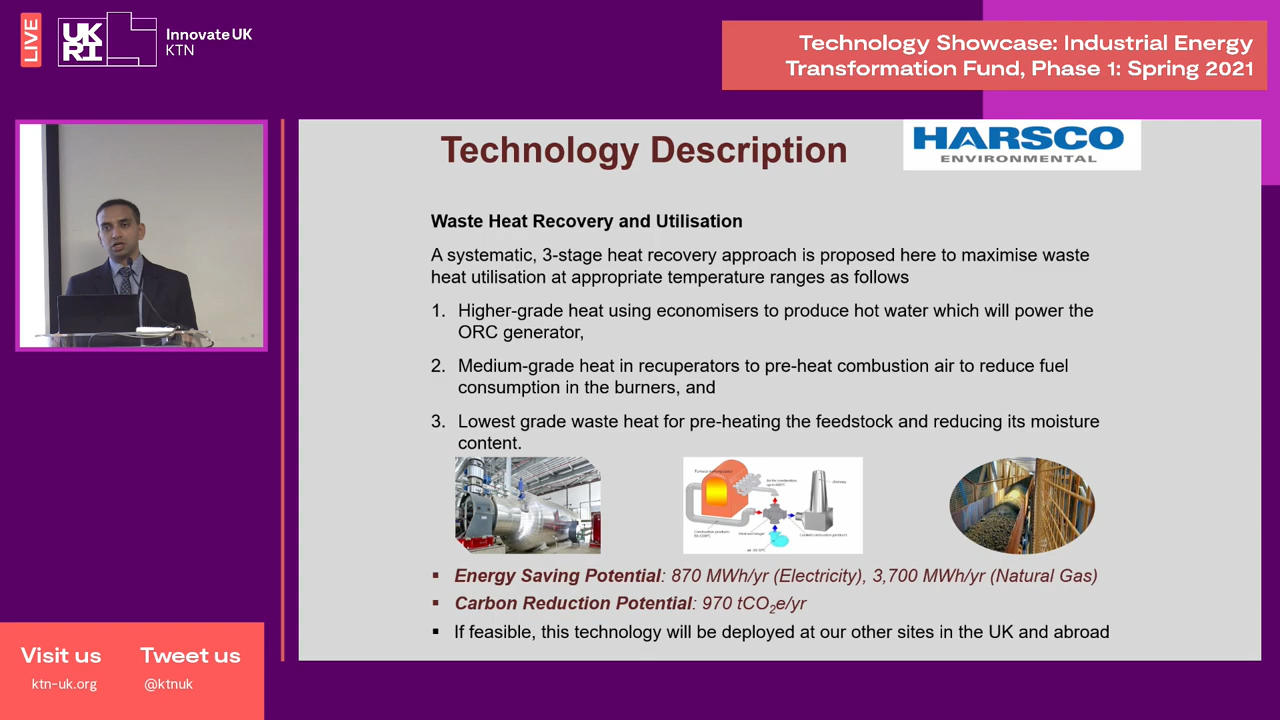 LIVE
UK
RI
Innovate UK
KTN
Technology Showcase: Industrial Energy
Transformation Fund, Phase 1: Spring 2021
Technology Description
HARSCO
ENVIRONMENTAL
Waste Heat Recovery and Utilisation
A systematic, 3-stage heat recovery approach is proposed here to maximise waste
heat utilisation at appropriate temperature ranges as follows
1. Higher-grade heat using economisers to produce hot water which will power the
ORC generator,
2. Medium-grade heat in recuperators to pre-heat combustion air to reduce fuel
consumption in the burners, and
3. Lowest grade waste heat for pre-heating the feedstock and reducing its moisture
content.
chimney
▪ Energy Saving Potential: 870 MWh/yr (Electricity), 3,700 MWh/yr (Natural Gas)
▪ Carbon Reduction Potential: 970 tCO₂e/yr
▪ If feasible, this technology will be deployed at our other sites in the UK and abroad
Visit us
ktn-uk.org
Tweet us
@ktnuk